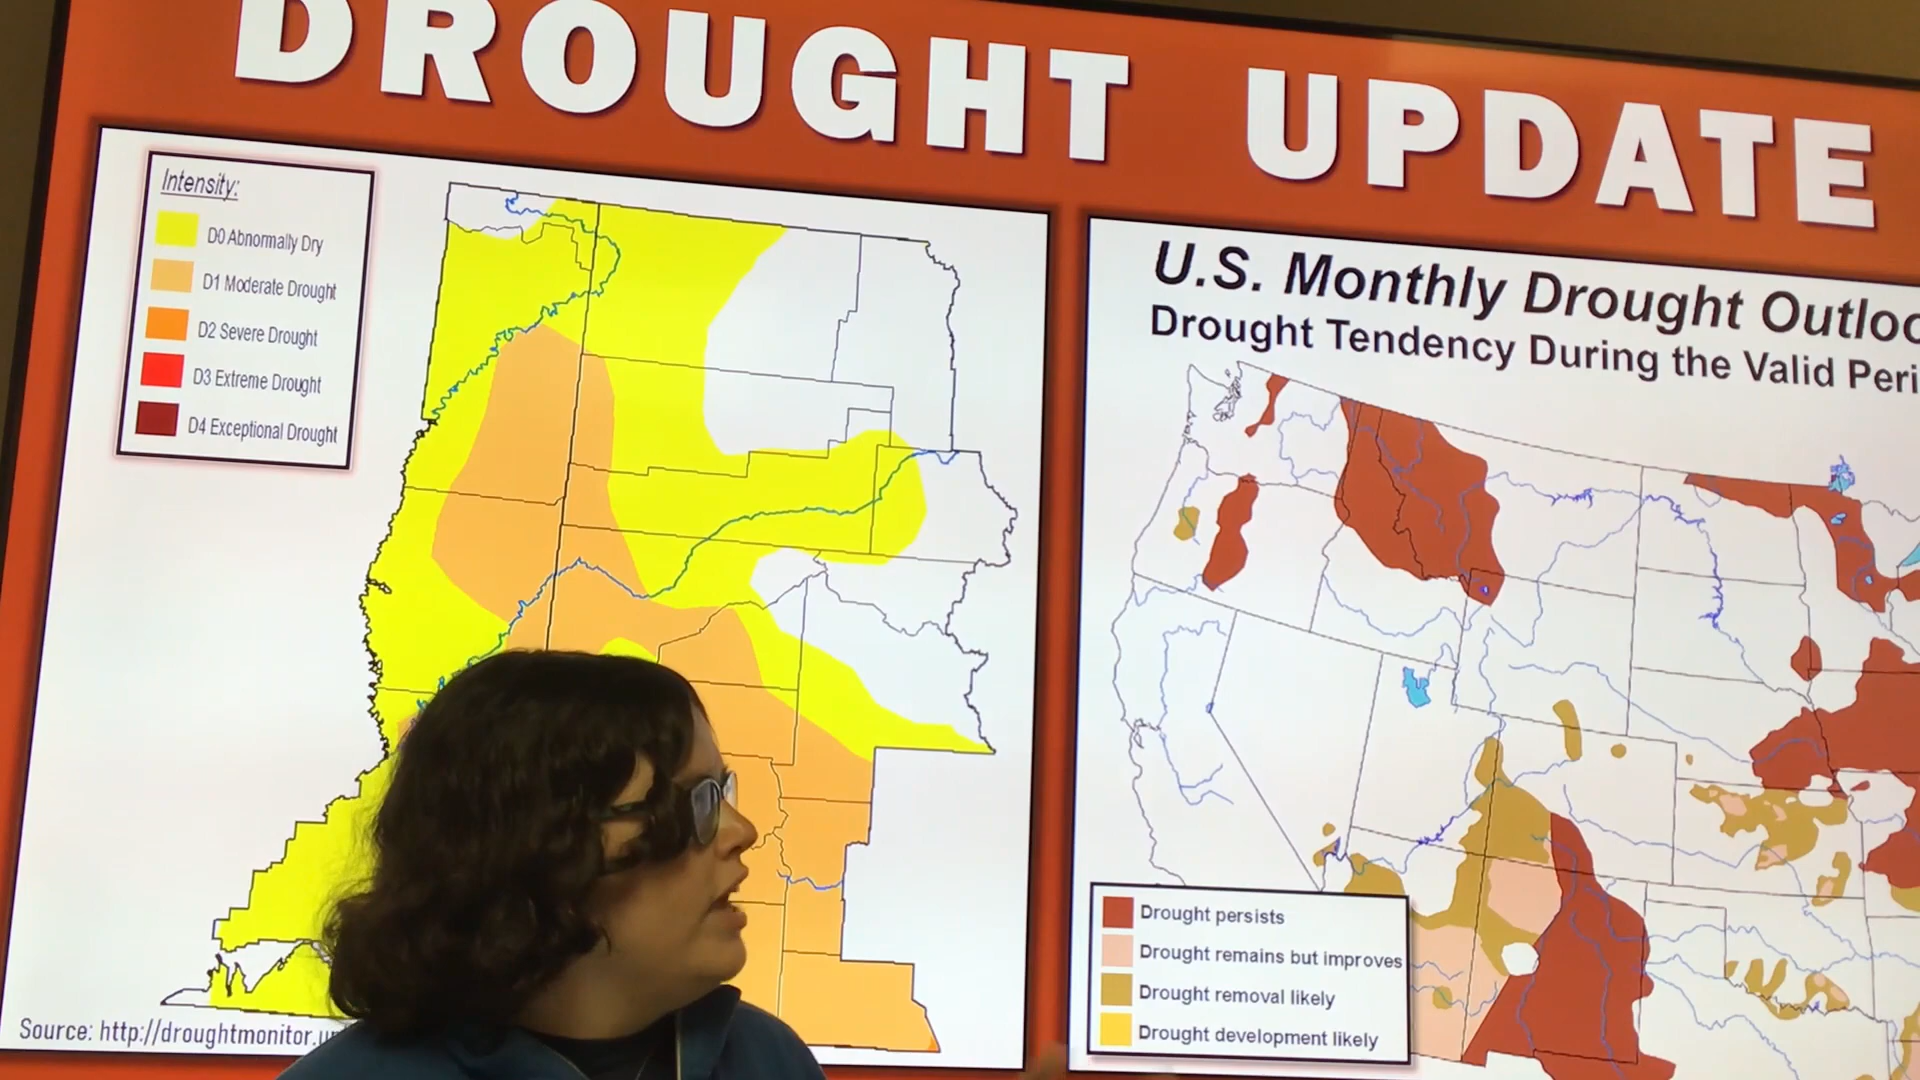 DROUGHT UPDATE
Intensity:
D0 Abnormally Dry
D1 Moderate Drought
D2 Severe Drought
D3 Extreme Drought
D4 Exceptional Drought
Source: http://droughtmonitor.un
U.S. Monthly Drought Outloo
Drought Tendency During the Valid Peri
Drought persists
Drought remains but improves
Drought removal likely
Drought development likely